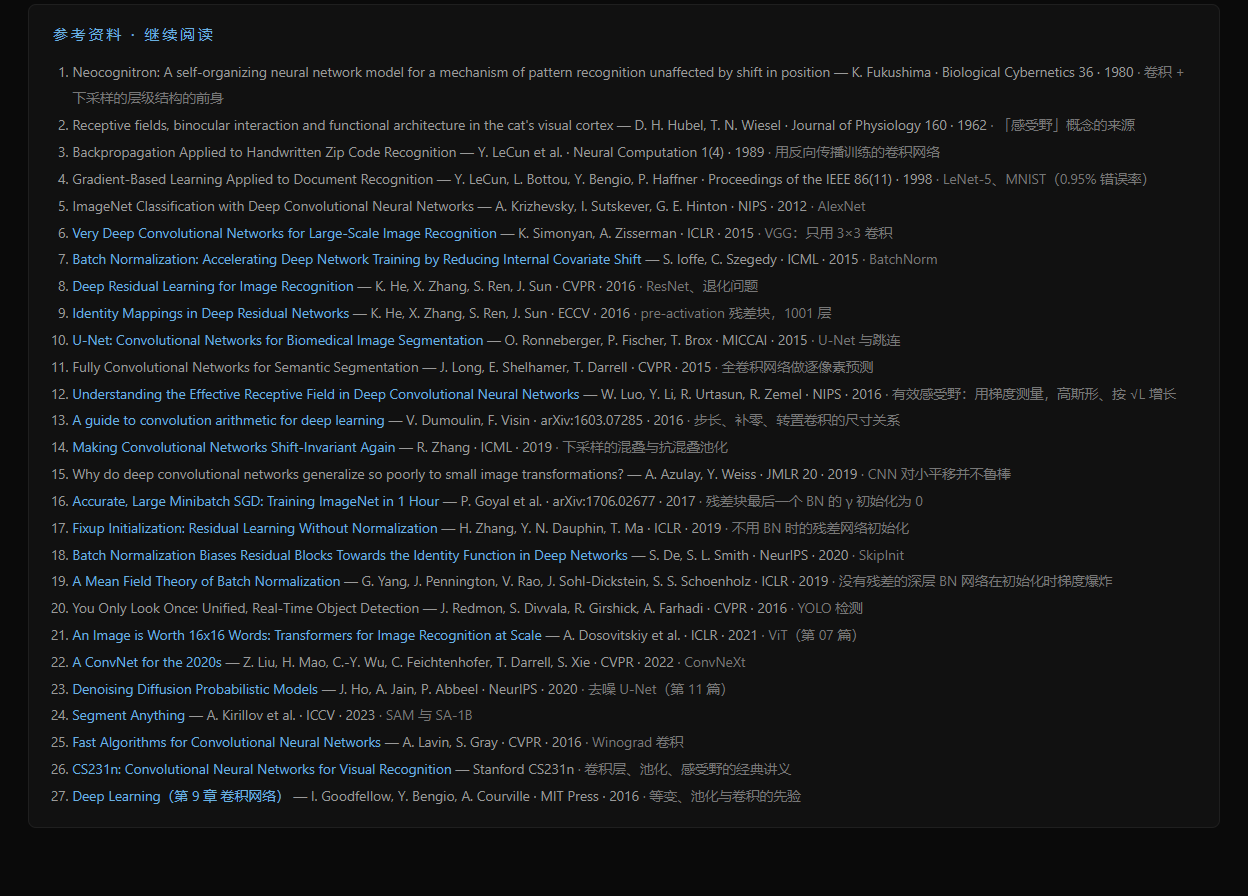 参考资料 · 继续阅读
1. Neocognitron: A self-organizing neural network model for a mechanism of pattern recognition unaffected by shift in position — K. Fukushima · Biological Cybernetics 36 · 1980 · 卷积 +
下采样的层级结构的前身
2. Receptive fields, binocular interaction and functional architecture in the cat's visual cortex — D. H. Hubel, T. N. Wiesel · Journal of Physiology 160 · 1962 · 「感受野」概念的来源
3. Backpropagation Applied to Handwritten Zip Code Recognition — Y. LeCun et al. · Neural Computation 1(4) · 1989 · 用反向传播训练的卷积网络
4. Gradient-Based Learning Applied to Document Recognition — Y. LeCun, L. Bottou, Y. Bengio, P. Haffner · Proceedings of the IEEE 86(11) · 1998 · LeNet-5、MNIST（0.95% 错误率）
5. ImageNet Classification with Deep Convolutional Neural Networks — A. Krizhevsky, I. Sutskever, G. E. Hinton · NIPS · 2012 · AlexNet
6. Very Deep Convolutional Networks for Large-Scale Image Recognition — K. Simonyan, A. Zisserman · ICLR · 2015 · VGG：只用 3×3 卷积
7. Batch Normalization: Accelerating Deep Network Training by Reducing Internal Covariate Shift — S. Ioffe, C. Szegedy · ICML · 2015 · BatchNorm
8. Deep Residual Learning for Image Recognition — K. He, X. Zhang, S. Ren, J. Sun · CVPR · 2016 · ResNet、退化问题
9. Identity Mappings in Deep Residual Networks — K. He, X. Zhang, S. Ren, J. Sun · ECCV · 2016 · pre-activation 残差块，1001 层
10. U-Net: Convolutional Networks for Biomedical Image Segmentation — O. Ronneberger, P. Fischer, T. Brox · MICCAI · 2015 · U-Net 与跳连
11. Fully Convolutional Networks for Semantic Segmentation — J. Long, E. Shelhamer, T. Darrell · CVPR · 2015 · 全卷积网络做逐像素预测
12. Understanding the Effective Receptive Field in Deep Convolutional Neural Networks — W. Luo, Y. Li, R. Urtasun, R. Zemel · NIPS · 2016 · 有效感受野：用梯度测量，高斯形、按 √L 增长
13. A guide to convolution arithmetic for deep learning — V. Dumoulin, F. Visin · arXiv:1603.07285 · 2016 · 步长、补零、转置卷积的尺寸关系
14. Making Convolutional Networks Shift-Invariant Again — R. Zhang · ICML · 2019 · 下采样的混叠与抗混叠池化
15. Why do deep convolutional networks generalize so poorly to small image transformations? — A. Azulay, Y. Weiss · JMLR 20 · 2019 · CNN 对小平移并不鲁棒
16. Accurate, Large Minibatch SGD: Training ImageNet in 1 Hour — P. Goyal et al. · arXiv:1706.02677 · 2017 · 残差块最后一个 BN 的 γ 初始化为 0
17. Fixup Initialization: Residual Learning Without Normalization — H. Zhang, Y. N. Dauphin, T. Ma · ICLR · 2019 · 不用 BN 时的残差网络初始化
18. Batch Normalization Biases Residual Blocks Towards the Identity Function in Deep Networks — S. De, S. L. Smith · NeurIPS · 2020 · SkipInit
19. A Mean Field Theory of Batch Normalization — G. Yang, J. Pennington, V. Rao, J. Sohl-Dickstein, S. S. Schoenholz · ICLR · 2019 · 没有残差的深层 BN 网络在初始化时梯度爆炸
20. You Only Look Once: Unified, Real-Time Object Detection — J. Redmon, S. Divvala, R. Girshick, A. Farhadi · CVPR · 2016 · YOLO 检测
21. An Image is Worth 16x16 Words: Transformers for Image Recognition at Scale — A. Dosovitskiy et al. · ICLR · 2021 · ViT（第 07 篇）
22. A ConvNet for the 2020s — Z. Liu, H. Mao, C.-Y. Wu, C. Feichtenhofer, T. Darrell, S. Xie · CVPR · 2022 · ConvNeXt
23. Denoising Diffusion Probabilistic Models — J. Ho, A. Jain, P. Abbeel · NeurIPS · 2020 · 去噪 U-Net（第 11 篇）
24. Segment Anything — A. Kirillov et al. · ICCV · 2023 · SAM 与 SA-1B
25. Fast Algorithms for Convolutional Neural Networks — A. Lavin, S. Gray · CVPR · 2016 · Winograd 卷积
26. CS231n: Convolutional Neural Networks for Visual Recognition — Stanford CS231n · 卷积层、池化、感受野的经典讲义
27. Deep Learning（第 9 章 卷积网络） — I. Goodfellow, Y. Bengio, A. Courville · MIT Press · 2016 · 等变、池化与卷积的先验